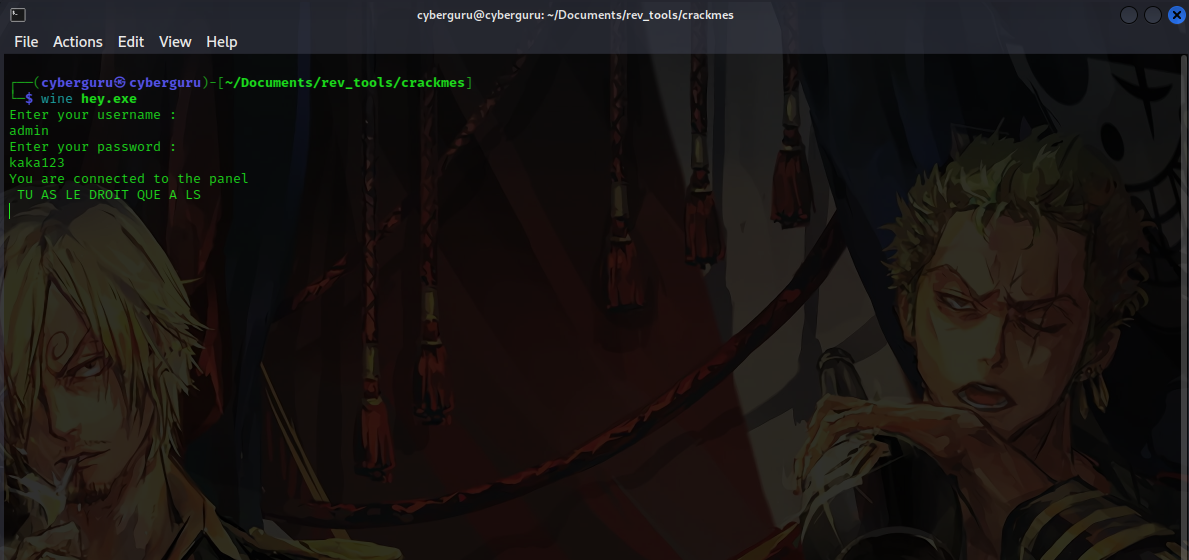 cyberguru@cyberguru: ~/Documents/rev_tools/crackmes
File Actions Edit View Help
┌──(cyberguru㉿cyberguru)-[~/Documents/rev_tools/crackmes]
└─$ wine hey.exe
Enter your username :
admin
Enter your password :
kaka123
You are connected to the panel
TU AS LE DROIT QUE A LS